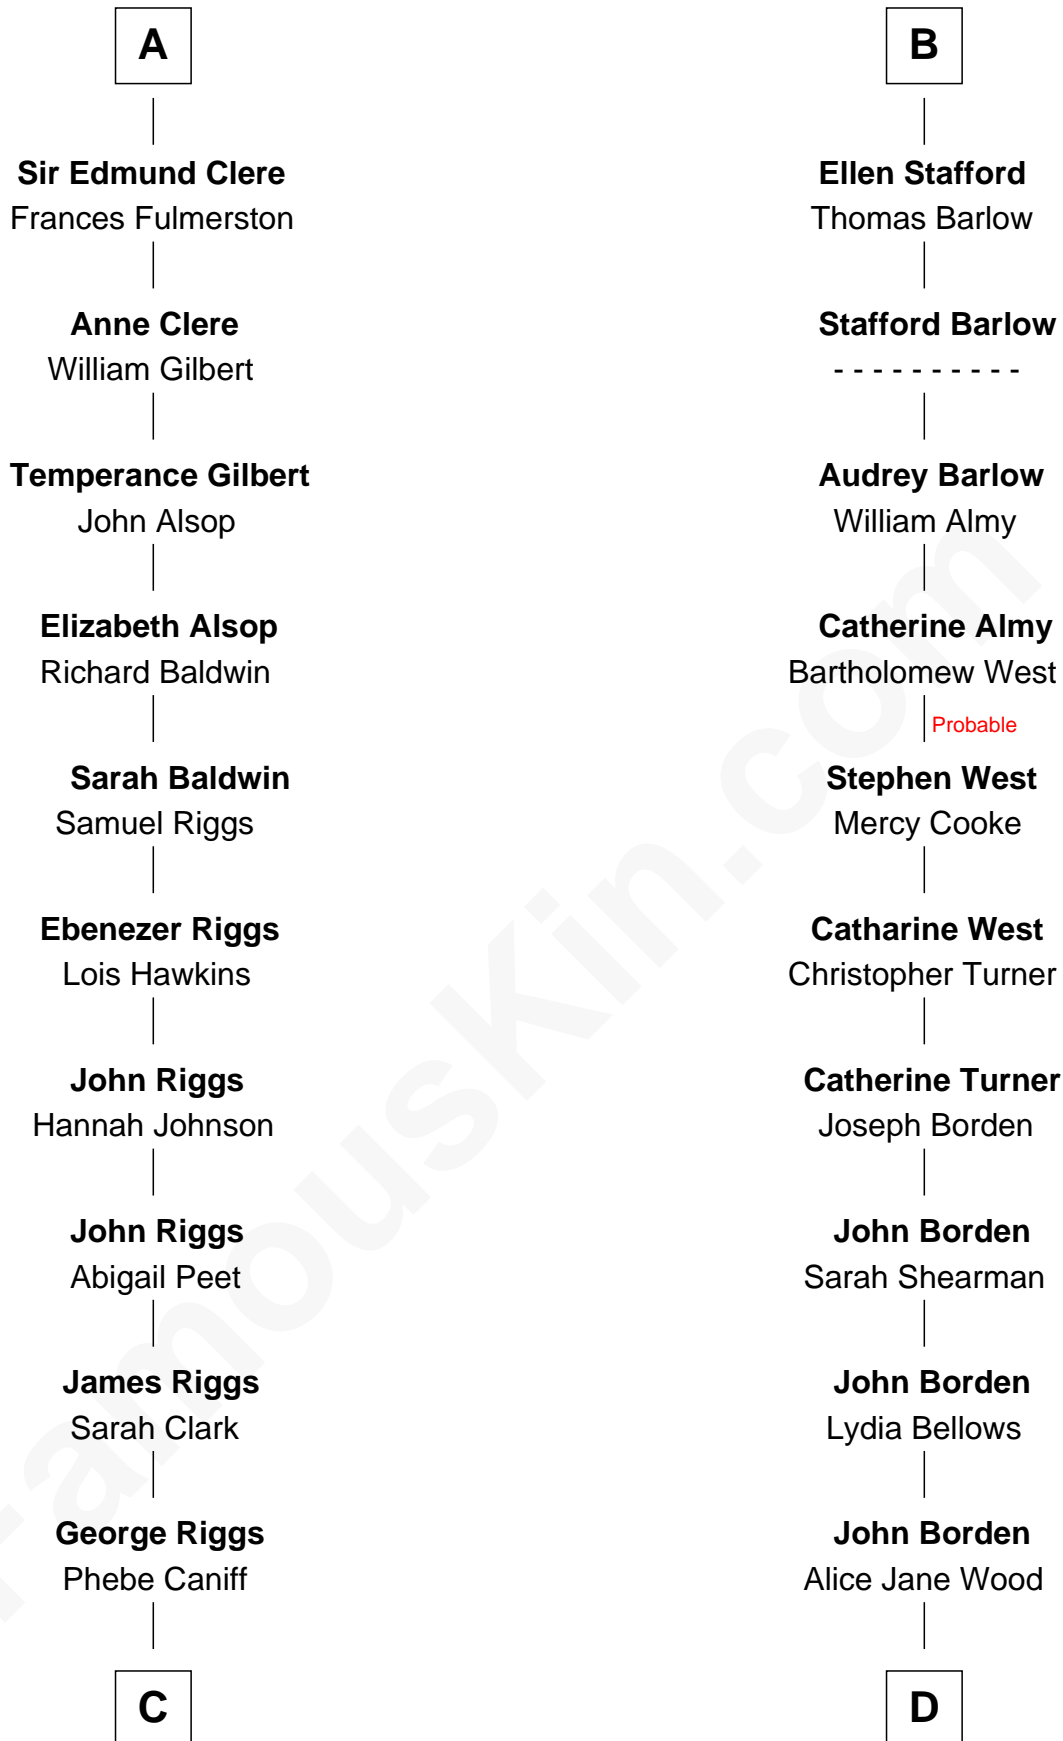 A
Sir Edmund Clere
Frances Fulmerston
Anne Clere
William Gilbert
Temperance Gilbert
John Alsop
Elizabeth Alsop
Richard Baldwin
Sarah Baldwin
Samuel Riggs
Ebenezer Riggs
Lois Hawkins
John Riggs
Hannah Johnson
John Riggs
Abigail Peet
James Riggs
Sarah Clark
George Riggs
Phebe Caniff
C
B
Ellen Stafford
Thomas Barlow
Stafford Barlow
- - - - - - - - - -
Audrey Barlow
William Almy
Catherine Almy
Bartholomew West
Probable
Stephen West
Mercy Cooke
Catharine West
Christopher Turner
Catherine Turner
Joseph Borden
John Borden
Sarah Shearman
John Borden
Lydia Bellows
John Borden
Alice Jane Wood
D
FamousKin.com